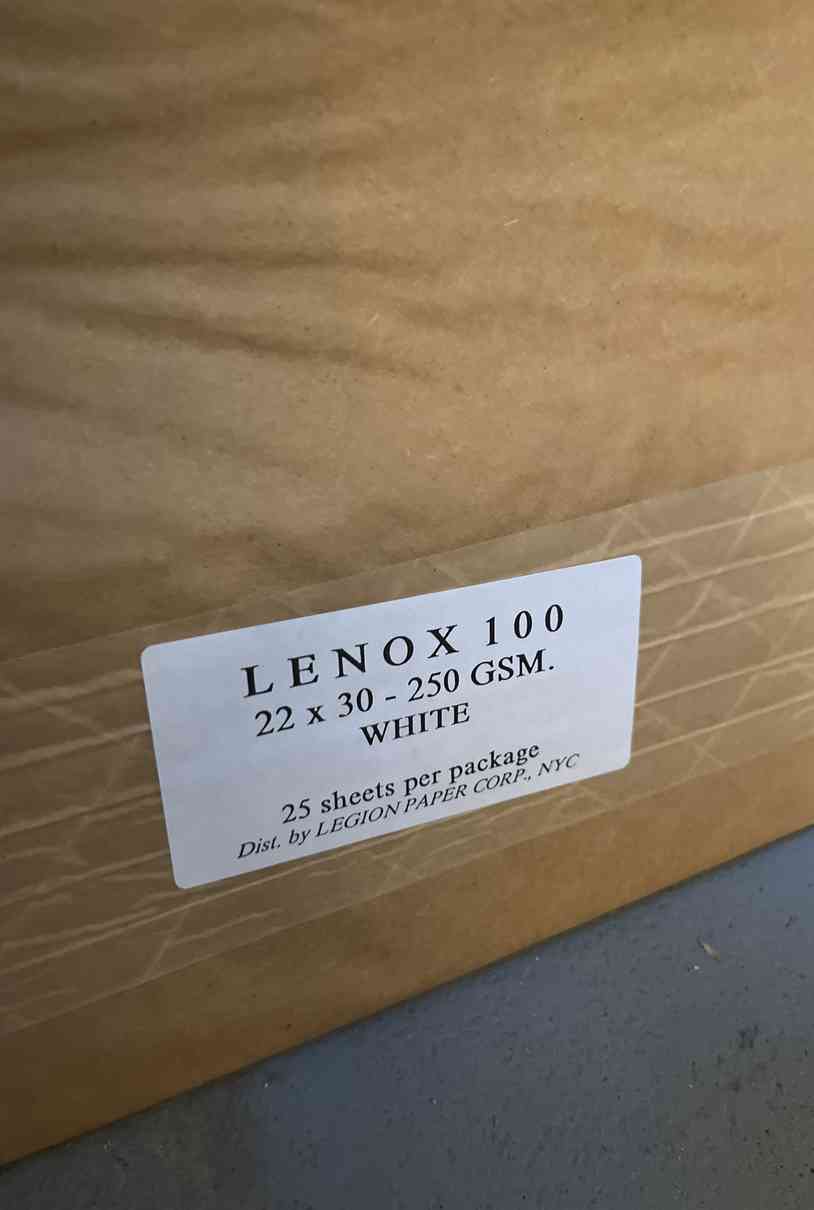 LENOX 100
22 x 30 - 250 GSM.
WHITE
25 sheets per package
Dist. by LEGION PAPER CORP., NYC